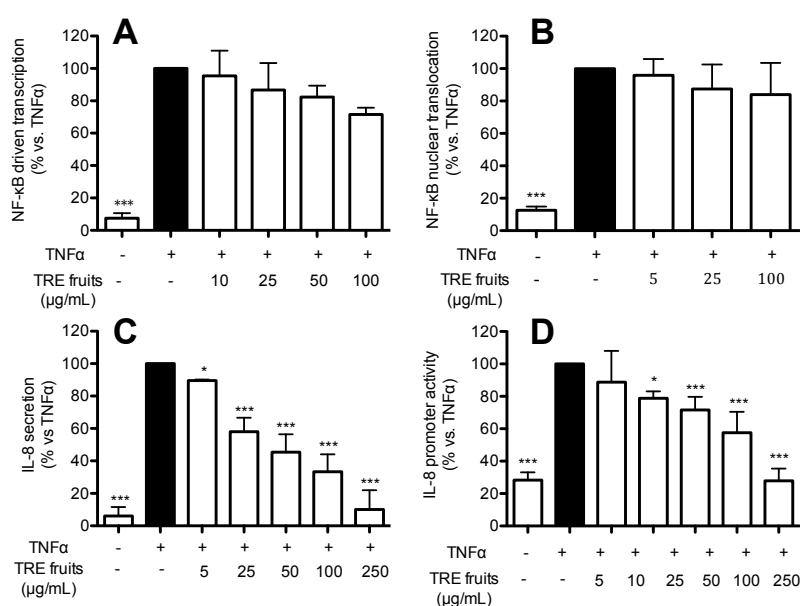 A
NF-κB driven transcription
(% vs. TNFα)
120
100
80
60
40
20
0
***
TNFα - + + + + +
TRE fruits - - 10 25 50 100
(μg/mL)
B
NF-κB nuclear translocation
(% vs. TNFα)
120
100
80
60
40
20
0
***
TNFα - + + + +
TRE fruits - - 5 25 100
(μg/mL)
C
IL-8 secretion
(% vs TNFα)
120
100
80
60
40
20
0
*** * *** *** *** ***
TNFα - + + + + + +
TRE fruits - - 5 25 50 100 250
(μg/mL)
D
IL-8 promoter activity
(% vs. TNFα)
120
100
80
60
40
20
0
*** * *** *** ***
TNFα - + + + + + + +
TRE fruits - - 5 10 25 50 100 250
(μg/mL)